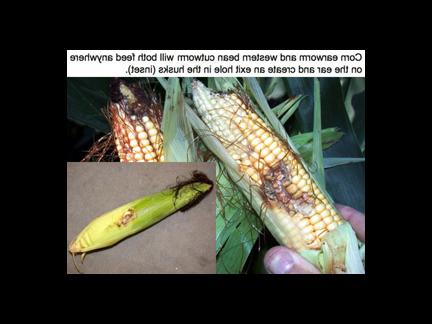 Corn earworm and western bean cutworm will both feed anywhere
on the ear and create an exit hole in the husks (inset).